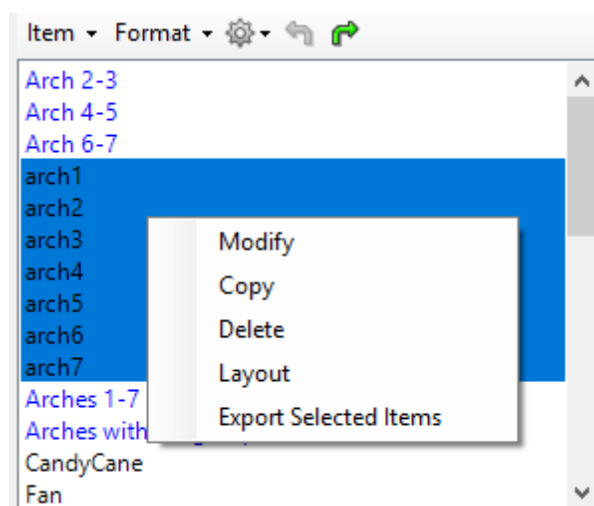 Item Format
Arch 2-3
Arch 4-5
Arch 6-7
arch1
arch2
arch3
arch4
arch5
arch6
arch7
Arches 1-7
Arches with
CandyCane
Fan
Modify
Copy
Delete
Layout
Export Selected Items